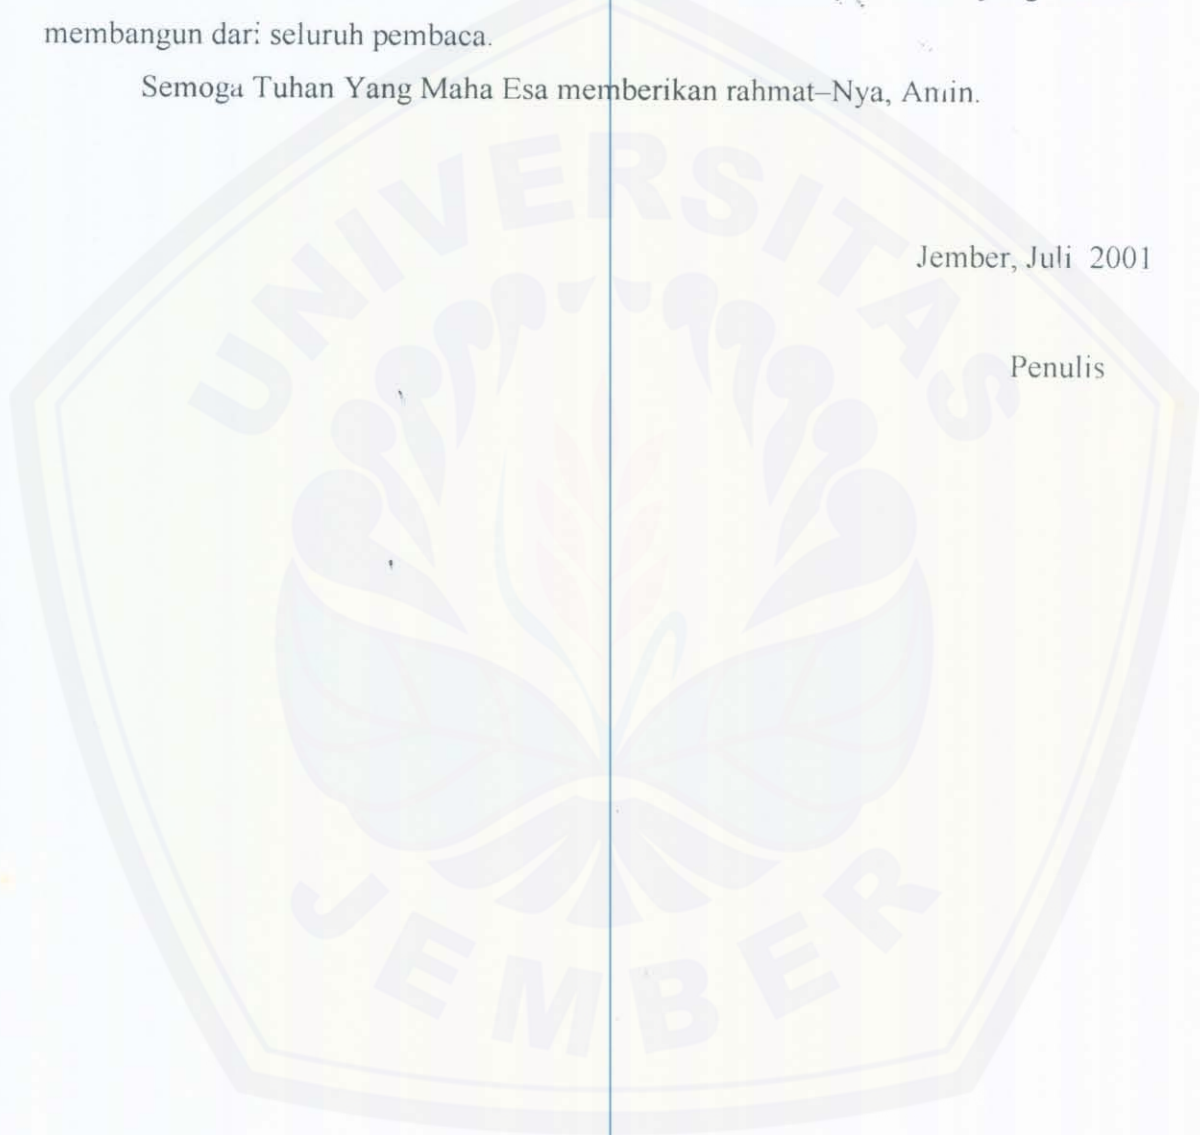 membangun dari seluruh pembaca.
Semoga Tuhan Yang Maha Esa memberikan rahmat–Nya, Amin.
UNIVERSITAS
Jember, Juli 2001
Penulis
JEMBER